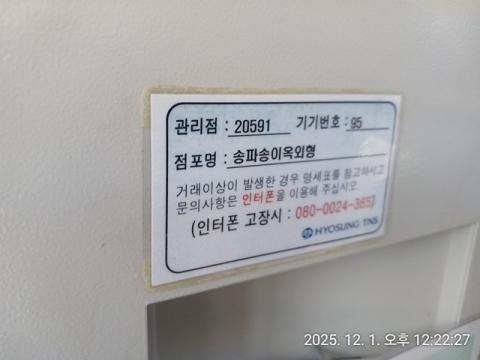 관리점 : 20591 기기번호 : 95
점포명 : 송파송이옥외형
거래이상이 발생한 경우 명세표를 참고하시고
문의사항은 인터폰을 이용해 주십시오.
(인터폰 고장시 : 080-0024-365)
HYOSUNG TNS
2025. 12. 1. 오후 12:22:27